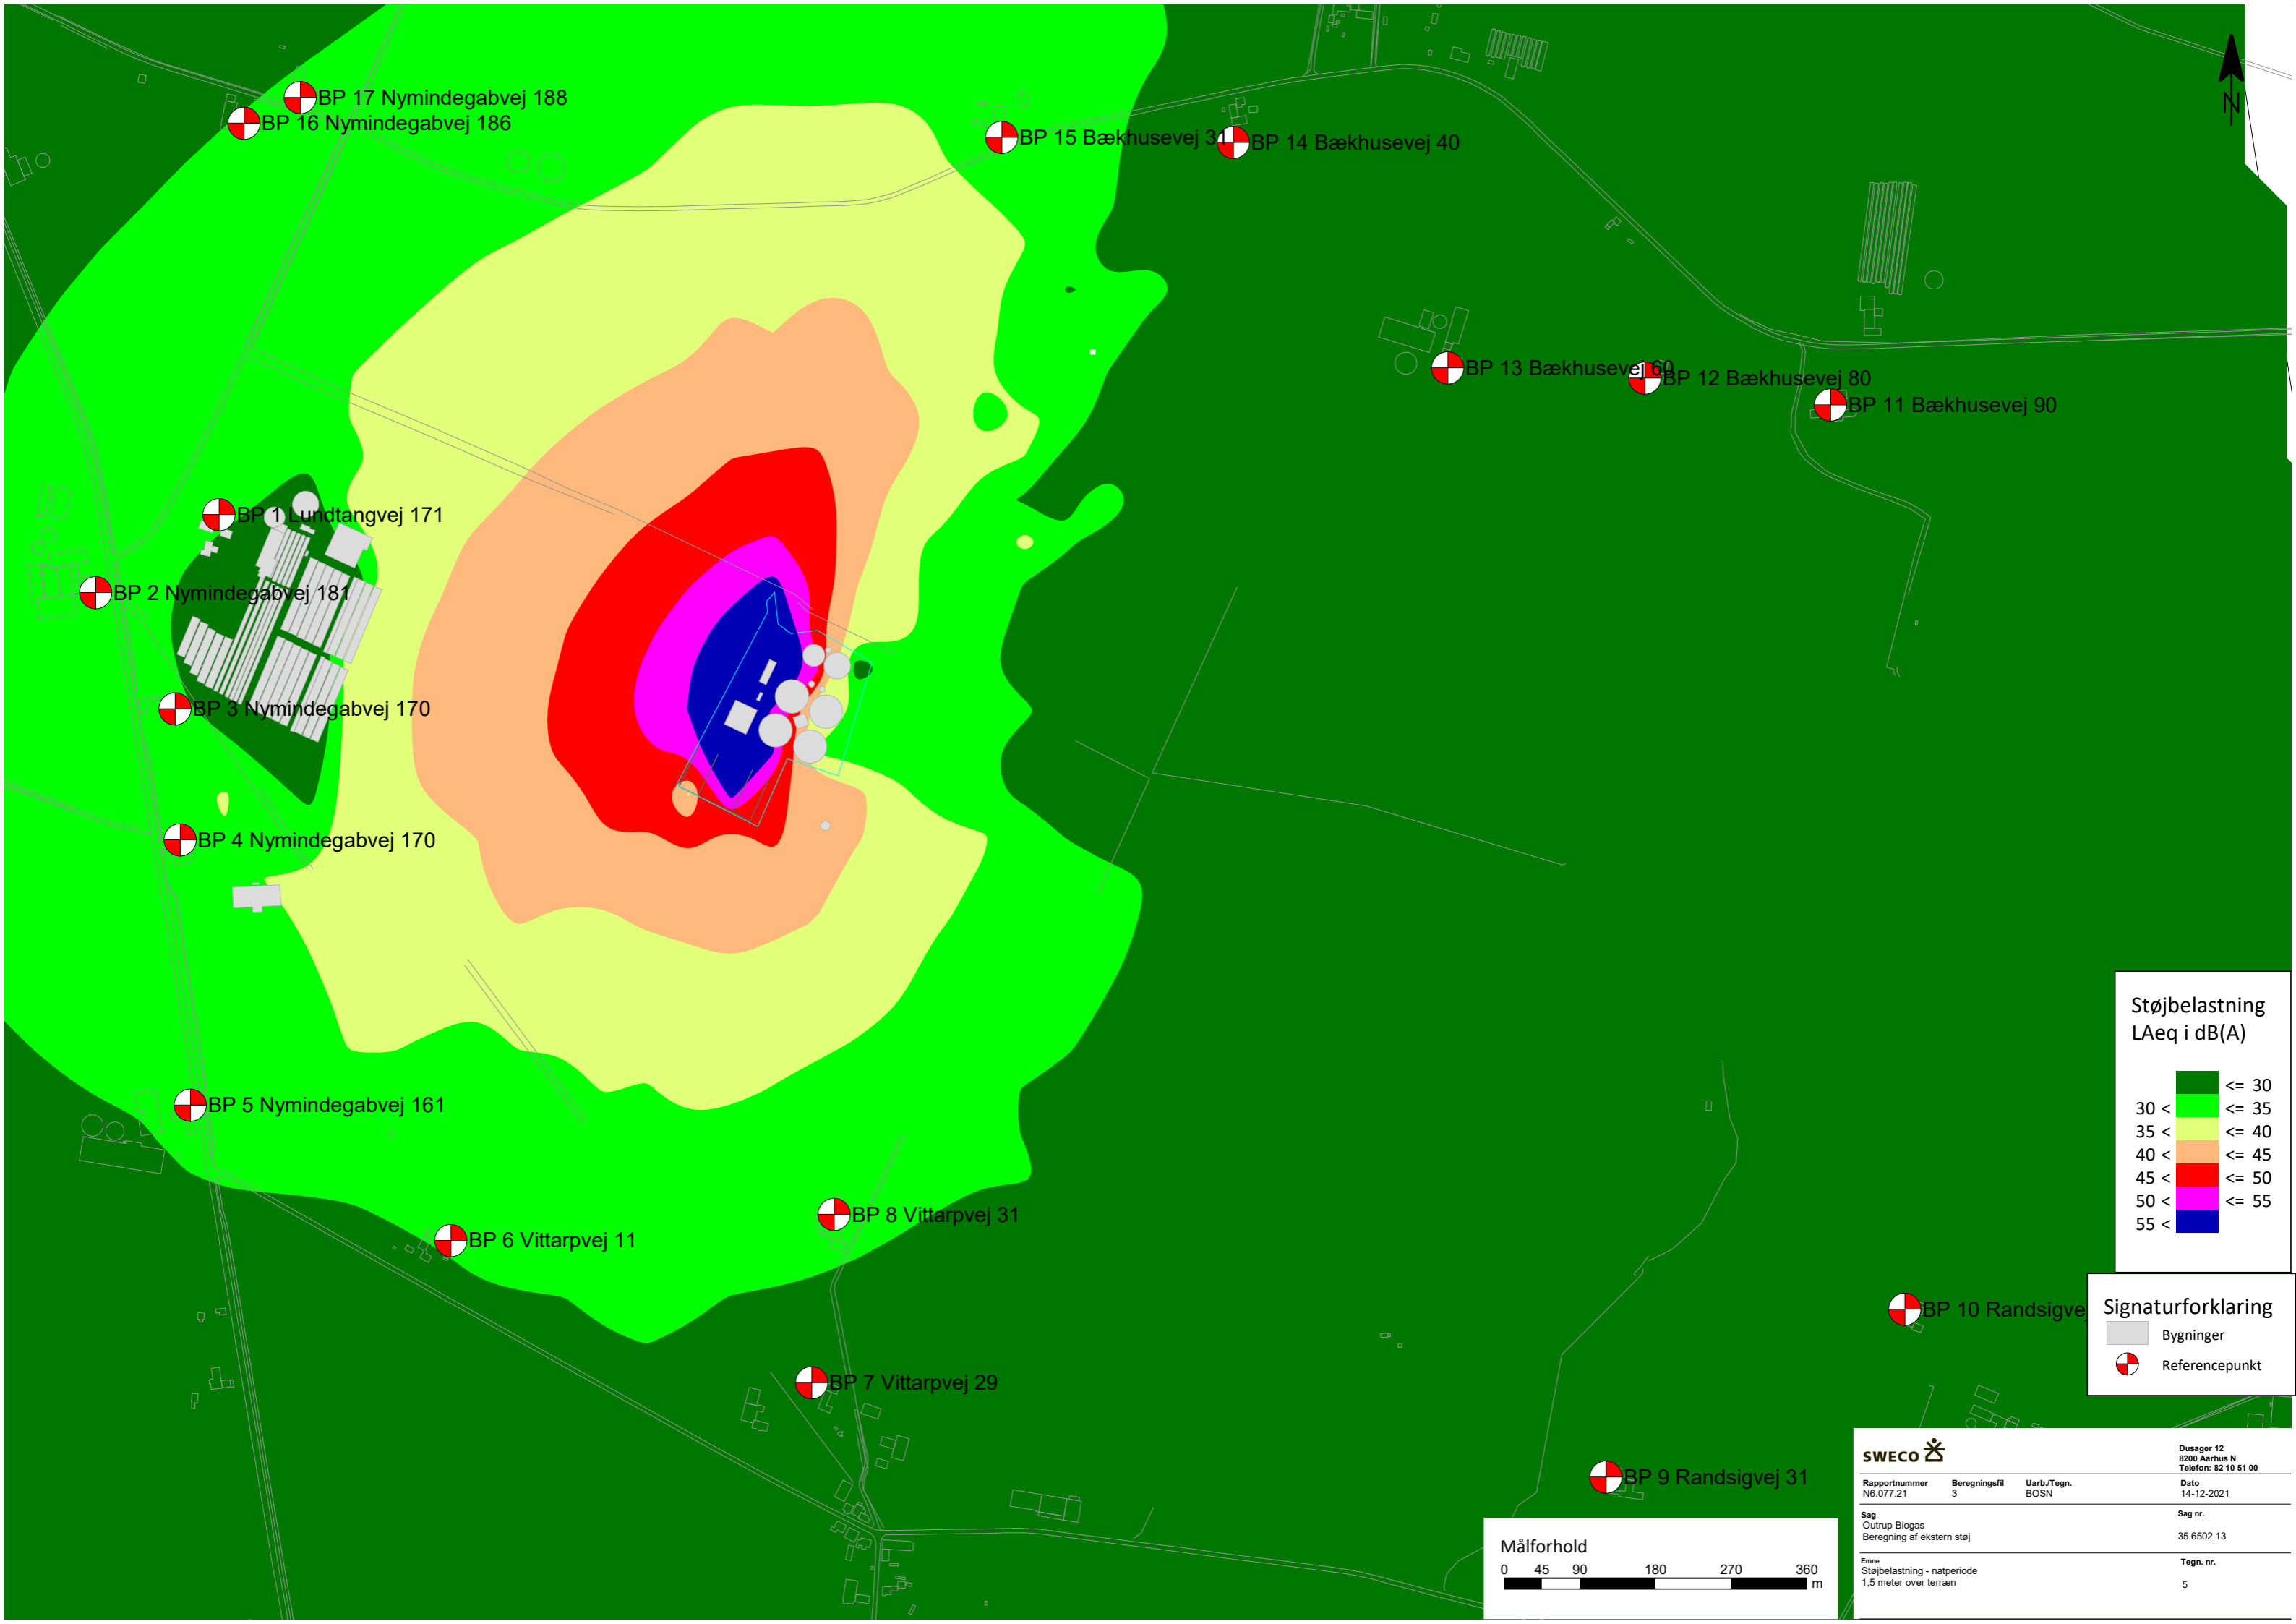 N
BP 17 Nymindegabvej 188
BP 16 Nymindegabvej 186
BP 15 Bækhusevej 31
BP 14 Bækhusevej 40
BP 13 Bækhusevej 60
BP 12 Bækhusevej 80
BP 11 Bækhusevej 90
BP 1 Lundtangvej 171
BP 2 Nymindegabvej 181
BP 3 Nymindegabvej 170
BP 4 Nymindegabvej 170
BP 5 Nymindegabvej 161
BP 6 Vittarpvej 11
BP 8 Vittarpvej 31
BP 7 Vittarpvej 29
BP 10 Randsigve
BP 9 Randsigvej 31
Støjbelastning
LAeq i dB(A)
<= 30
30 < <= 35
35 < <= 40
40 < <= 45
45 < <= 50
50 < <= 55
55 <
Signaturforklaring
Bygninger
Referencepunkt
Målforhold
0 45 90 180 270 360
m
SWECO
Dusager 12
8200 Aarhus N
Telefon: 82 10 51 00
Rapportnummer Beregningsfil Uarb./Tegn. Dato
N6.077.21 3 BOSN 14-12-2021
Sag Sag nr.
Outrup Biogas
Beregning af ekstern støj 35.6502.13
Emne Tegn. nr.
Støjbelastning - natperiode
1,5 meter over terræn 5